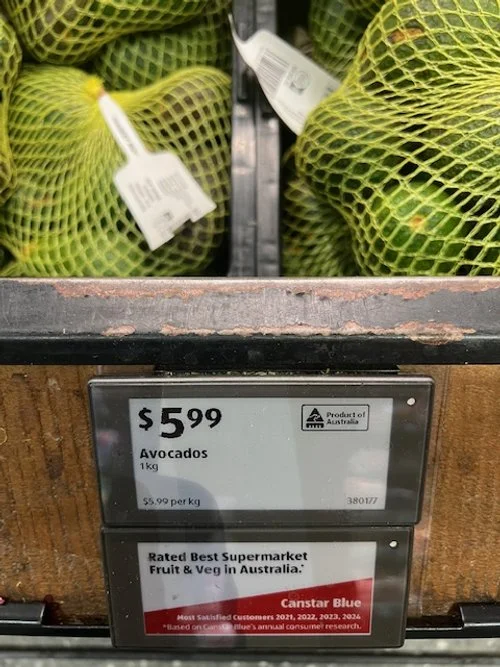 $5.99
Product of
Australia
Avocados
1kg
$5.99 per kg
380177
Rated Best Supermarket
Fruit & Veg in Australia.*
Canstar Blue
Most Satisfied Customers 2021, 2022, 2023, 2024
*Based on Canstar Blue's annual consumer research.